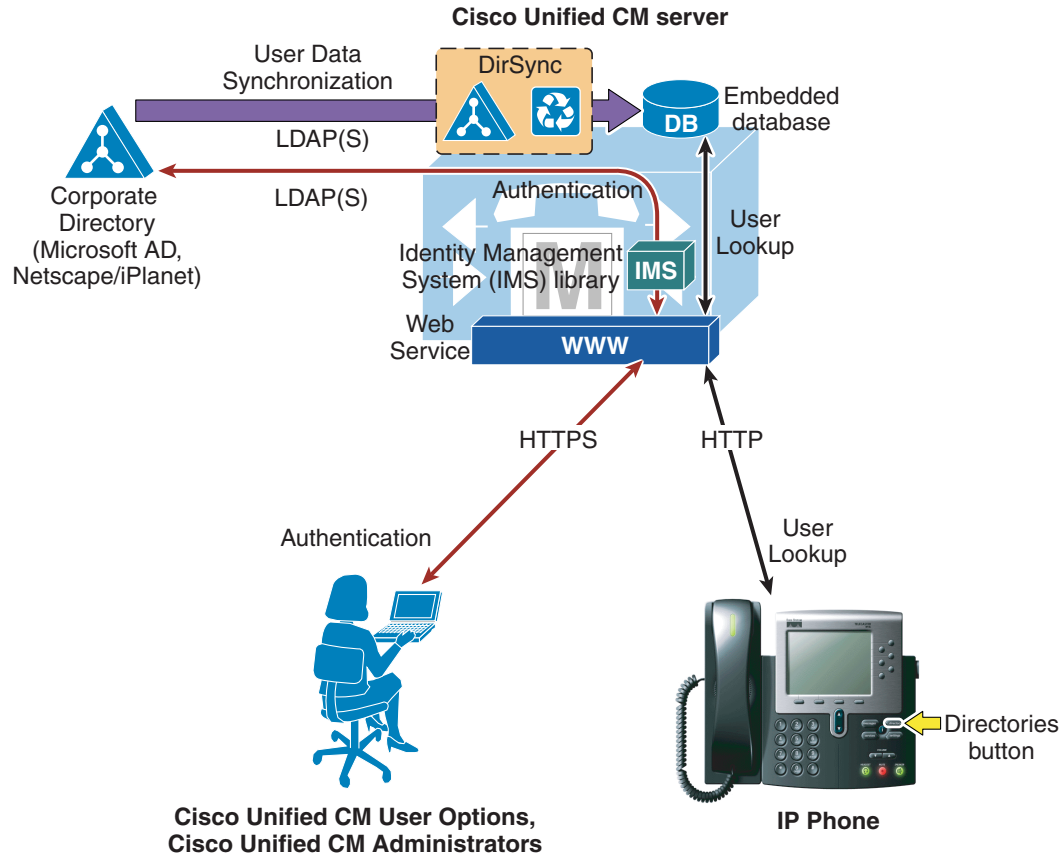 Cisco Unified CM server
User Data
Synchronization
DirSync
LDAP(S)
DB
Embedded
database
LDAP(S)
Authentication
User
Lookup
Corporate
Directory
(Microsoft AD,
Netscape/iPlanet)
Identity Management
System (IMS) library
IMS
M
Web
Service
WWW
HTTPS
HTTP
Authentication
User
Lookup
Directories
button
Cisco Unified CM User Options,
Cisco Unified CM Administrators
IP Phone